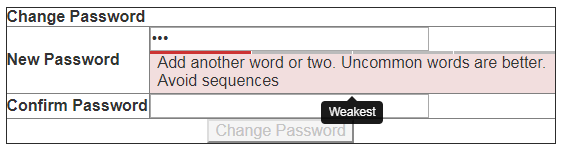 Change Password
New Password
•••
Add another word or two. Uncommon words are better.
Avoid sequences
Confirm Password
Weakest
Change Password